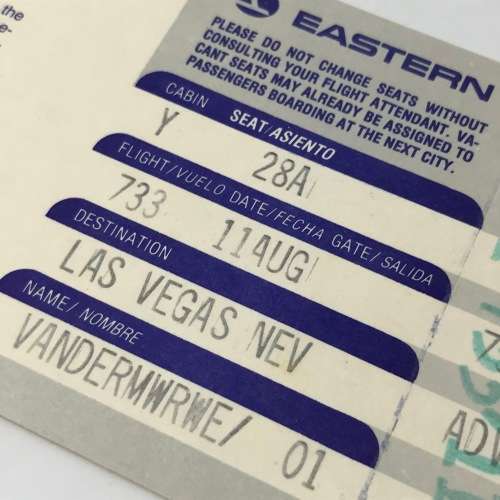 the
EASTERN
PLEASE DO NOT CHANGE SEATS WITHOUT
CONSULTING YOUR FLIGHT ATTENDANT. VA-
CANT SEATS MAY ALREADY BE ASSIGNED TO
PASSENGERS BOARDING AT THE NEXT CITY.
CABIN SEAT/ASIENTO
Y 28A
FLIGHT/VUELO DATE/FECHA GATE/SALIDA
733 114UG
DESTINATION
LAS VEGAS NEV
NAME/NOMBRE
VANDERMWRWE/ 01
ADV